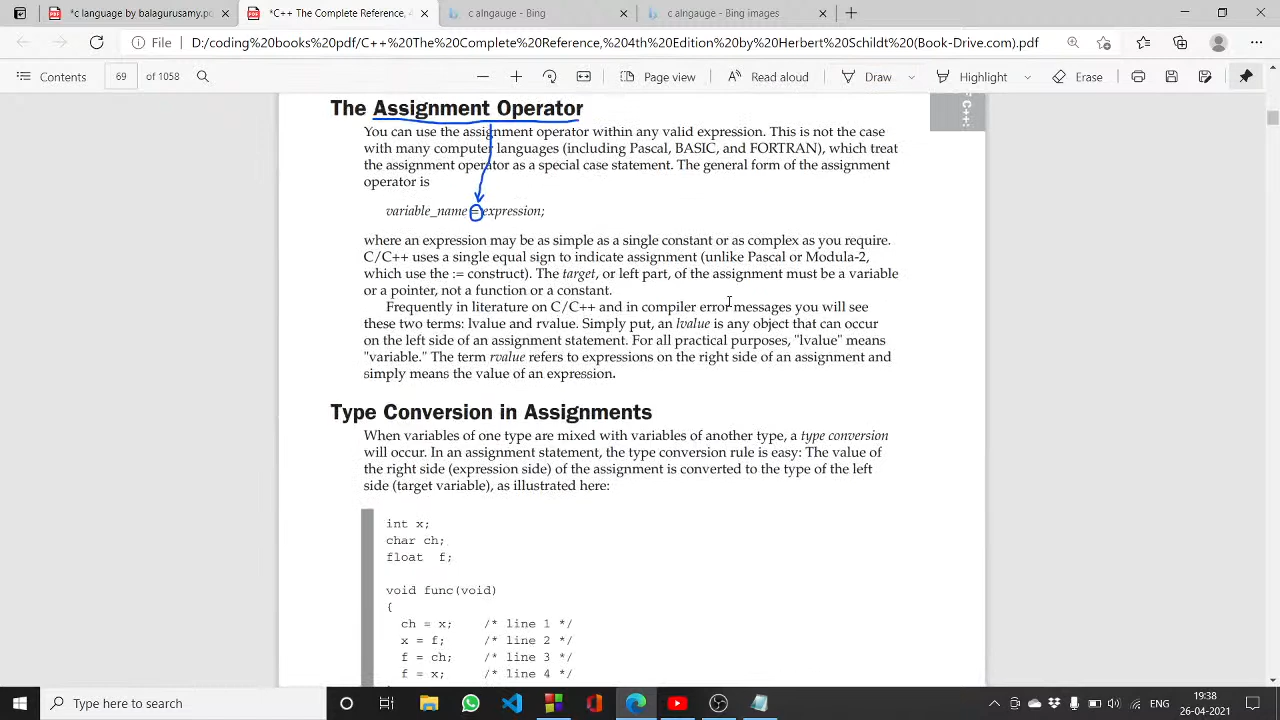 *c language by balagurusamy.pd
*C++ The Complete Reference, 4th
c alngauge - Bing
c alngauge - Bing images
File
D:/coding%20books%20pdf/C++%20The%20Complete%20Reference,%204th%20Edition%20by%20Herbert%20Schildt%20(Book-Drive.com).pdf
Contents
69
of 1058
Page view
Read aloud
Draw
Highlight
Erase
C++:
The Assignment Operator
You can use the assignment operator within any valid expression. This is not the case
with many computer languages (including Pascal, BASIC, and FORTRAN), which treat
the assignment operator as a special case statement. The general form of the assignment
operator is
variable_name = expression;
where an expression may be as simple as a single constant or as complex as you require.
C/C++ uses a single equal sign to indicate assignment (unlike Pascal or Modula-2,
which use the := construct). The target, or left part, of the assignment must be a variable
or a pointer, not a function or a constant.
Frequently in literature on C/C++ and in compiler error messages you will see
these two terms: lvalue and rvalue. Simply put, an lvalue is any object that can occur
on the left side of an assignment statement. For all practical purposes, "lvalue" means
"variable." The term rvalue refers to expressions on the right side of an assignment and
simply means the value of an expression.
Type Conversion in Assignments
When variables of one type are mixed with variables of another type, a type conversion
will occur. In an assignment statement, the type conversion rule is easy: The value of
the right side (expression side) of the assignment is converted to the type of the left
side (target variable), as illustrated here:
int x;
char ch;
float  f;
void func(void)
{
ch = x;    /* line 1 */
x = f;     /* line 2 */
f = ch;    /* line 3 */
f = x;     /* line 4 */
Type here to search
ENG
19:38
26-04-2021